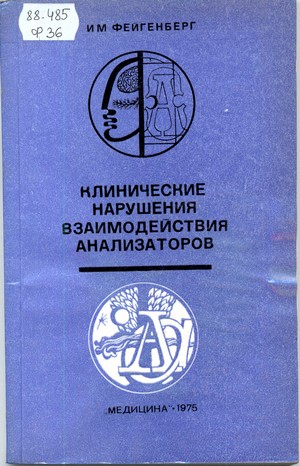 88.485
Ф 36
И М ФЕЙГЕНБЕРГ
КЛИНИЧЕСКИЕ
НАРУШЕНИЯ
ВЗАИМОДЕЙСТВИЯ
АНАЛИЗАТОРОВ
„МЕДИЦИНА"·1975